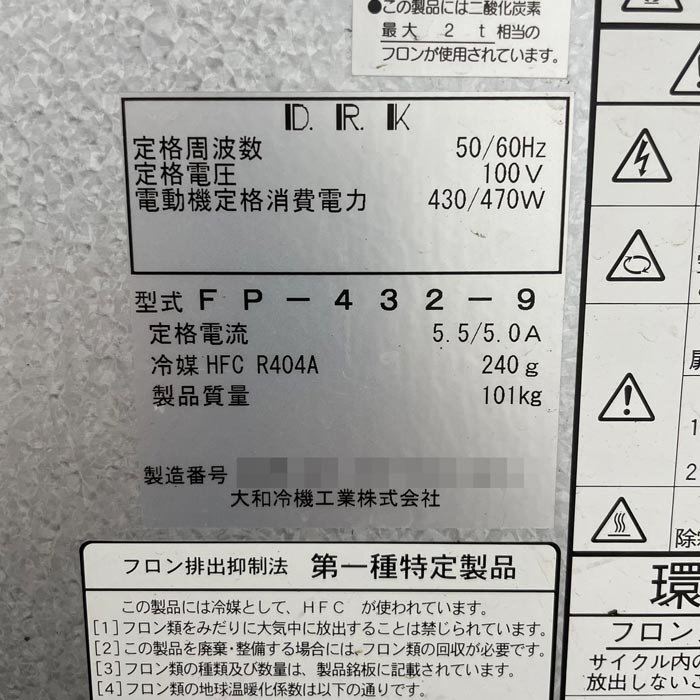 ●この製品には二酸化炭素
最大 2 t 相当の
フロンが使用されています。
D. R. K
定格周波数 50/60Hz
定格電圧 100V
電動機定格消費電力 430/470W
型式 FP-432-9
定格電流 5.5/5.0A
冷媒 HFC R404A 240g
製品質量 101kg
製造番号
大和冷機工業株式会社
フロン排出抑制法 第一種特定製品
この製品には冷媒として、HFC が使われています。
[1]フロン類をみだりに大気中に放出することは禁じられています。
[2]この製品を廃棄・整備する場合には、フロン類の回収が必要です。
[3]フロン類の種類及び数量は、製品銘板に記載されています。
[4]フロン類の地球温暖化係数は以下の通りです。
1
2
除
環
フロン
サイクル内の
放出しない